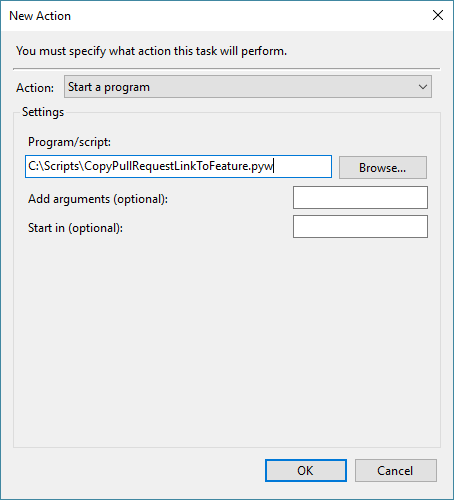 New Action
You must specify what action this task will perform.
Action: Start a program
Settings
Program/script:
C:\Scripts\CopyPullRequestLinkToFeature.pyw Browse...
Add arguments (optional):
Start in (optional):
OK Cancel